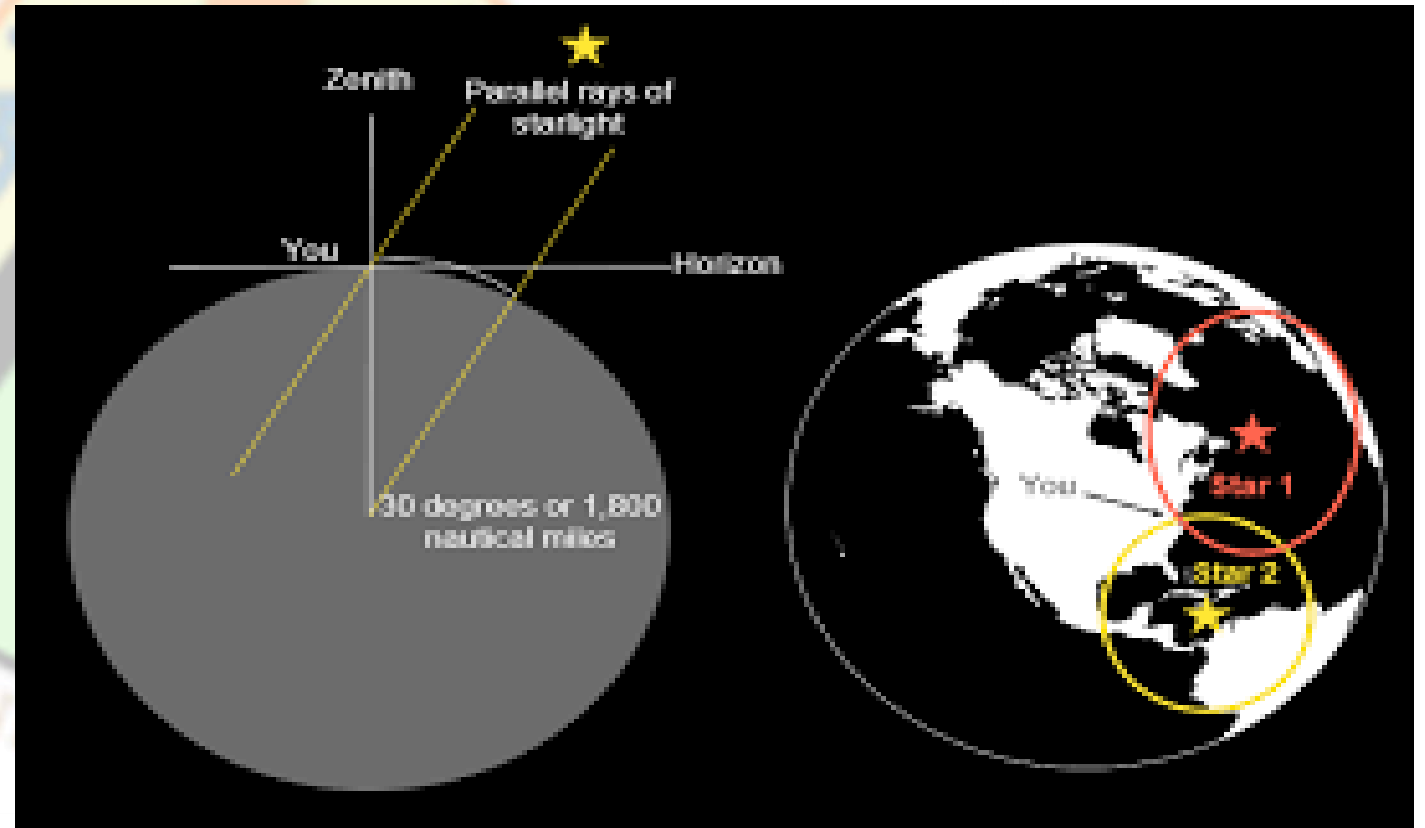 Zenith
Parallel rays of
starlight
You
Horizon
30 degrees or 1,800
nautical miles
You
Star 1
Star 2